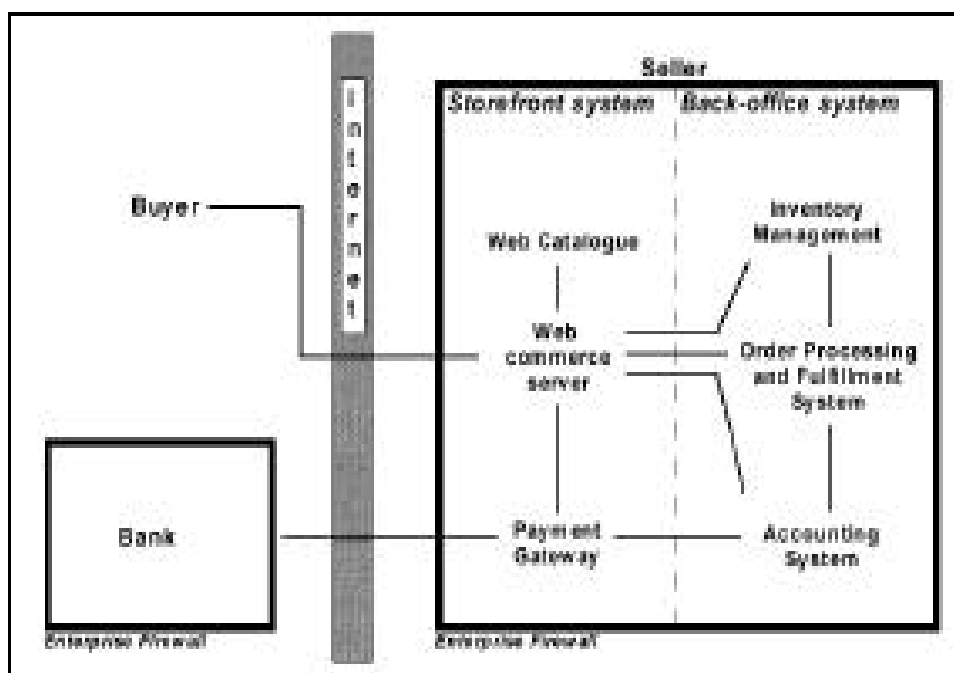 Seller
Storefront system
Back-office system
Internet
Buyer
Inventory
Management
Web Catalogue
Web
commerce
server
Order Processing
and Fulfilment
System
Bank
Payment
Gateway
Accounting
System
Enterprise Firewall
Enterprise Firewall